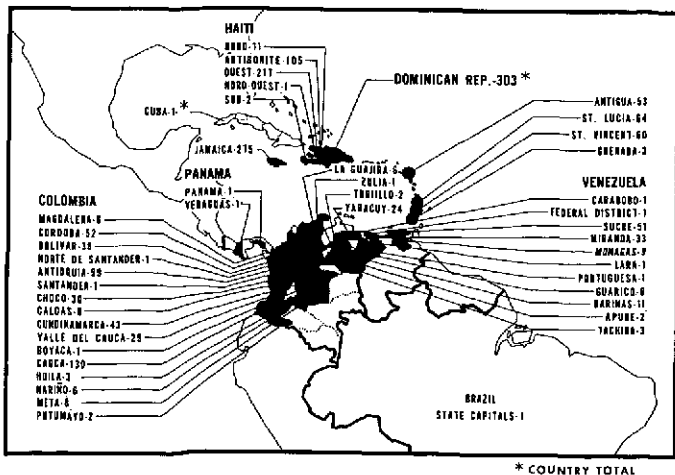 HAITI
NORD-11
ARTIBONITE-105
OUEST-217
NORD OUEST-1
SUD-2
DOMINICAN REP.-303 *
CUBA-1 *
JAMAICA-275
ANTIGUA-53
ST. LUCIA-64
ST. VINCENT-60
GRENADA-3
PANAMA
PANAMA-1
VERAGUAS-1
LA GUAJIRA-6
ZULIA-1
TRUJILLO-2
YARACUY-24
COLOMBIA
MAGDALENA-6
CORDOBA-52
BOLIVAR-39
NORTE DE SANTANDER-1
ANTIOQUIA-99
SANTANDER-1
CHOCO-30
CALDAS-8
CUNDINAMARCA-43
VALLE DEL CAUCA-29
BOYACA-1
CAUCA-130
HUILA-3
NARIÑO-6
META-8
PUTUMAYO-2
VENEZUELA
CARABOBO-1
FEDERAL DISTRICT-1
SUCRE-51
MIRANDA-33
MONAGAS-9
LARA-1
PORTUGUESA-1
GUARICO-8
BARINAS-11
APURE-2
TACHIRA-3
BRAZIL
STATE CAPITALS-1
* COUNTRY TOTAL